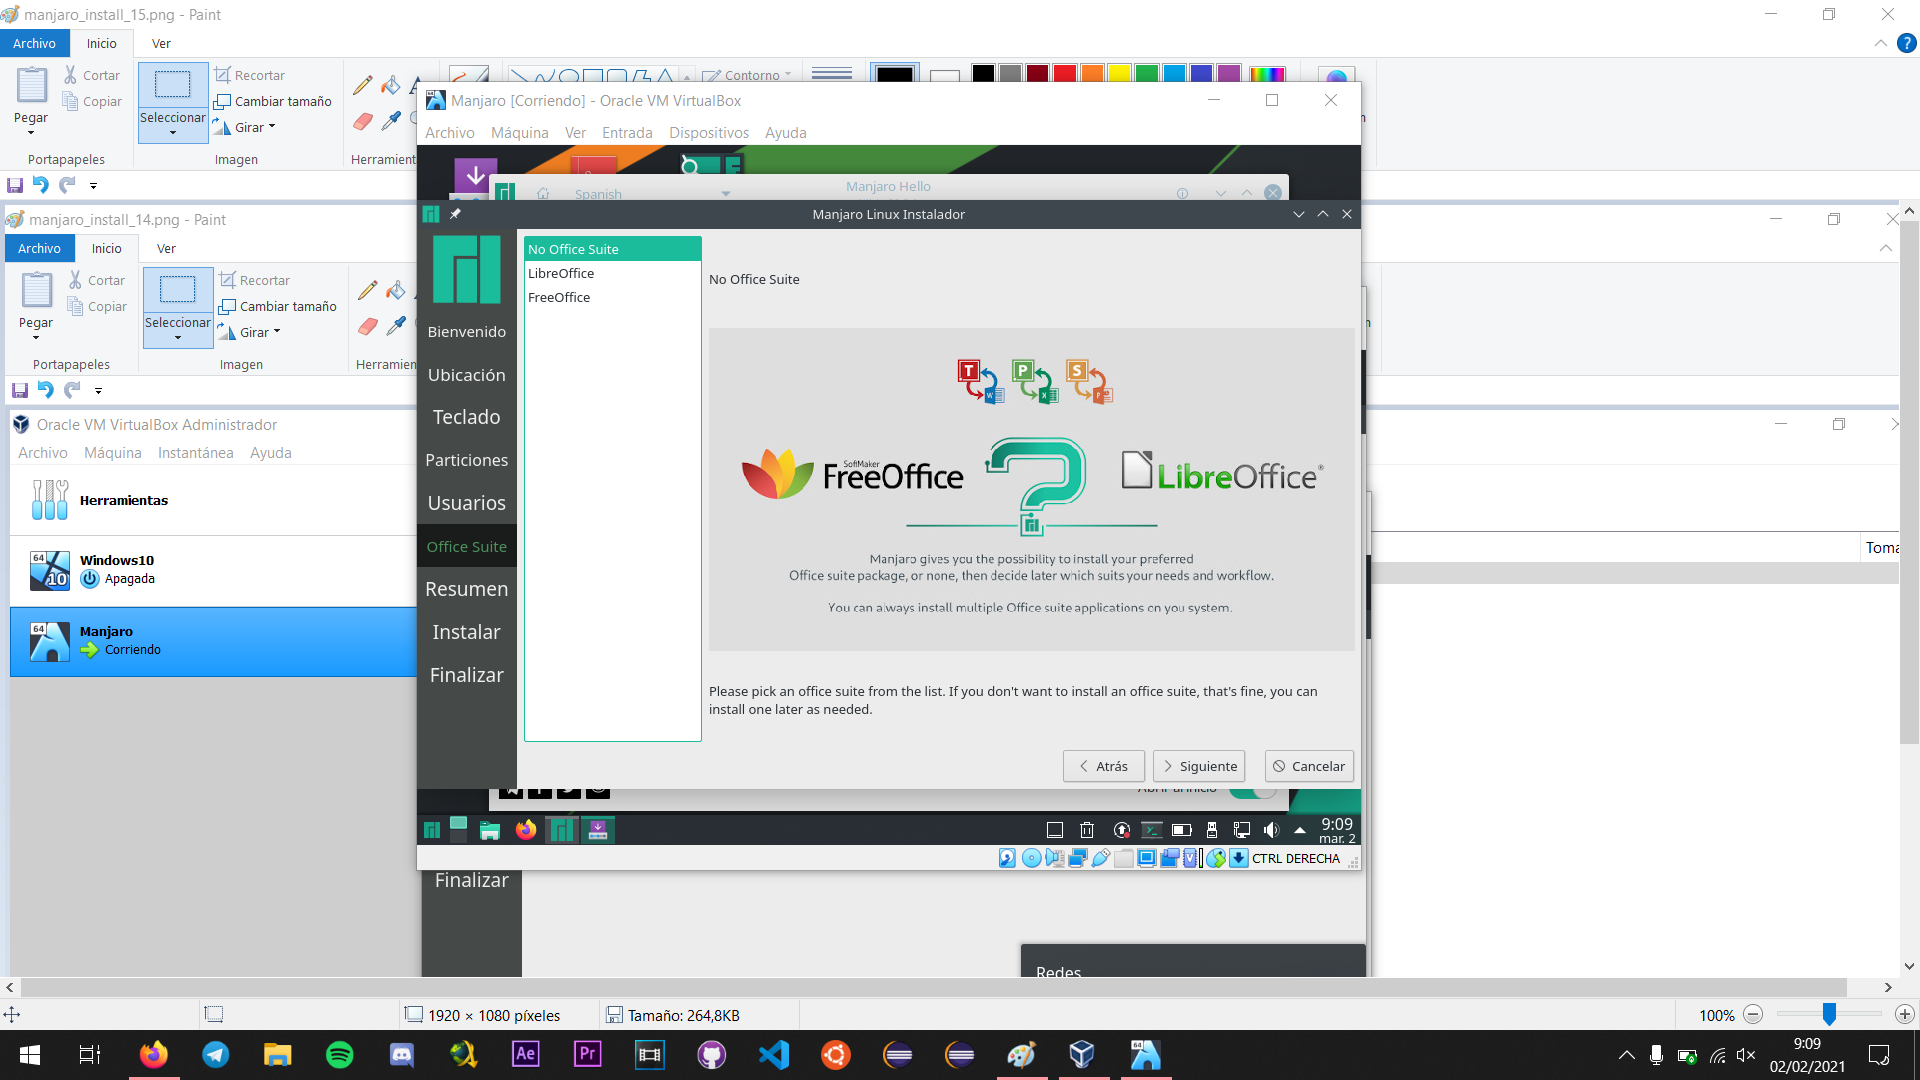 manjaro_install_15.png - Paint
Archivo
Inicio
Ver
Pegar
Cortar
Copiar
Portapapeles
Seleccionar
Recortar
Cambiar tamaño
Girar
Imagen
Contorno
manjaro_install_14.png - Paint
Archivo
Inicio
Ver
Pegar
Cortar
Copiar
Portapapeles
Seleccionar
Recortar
Cambiar tamaño
Girar
Imagen
Oracle VM VirtualBox Administrador
Archivo Máquina Instantánea Ayuda
Herramientas
64
10
Windows10
Apagada
64
Manjaro
Corriendo
Manjaro [Corriendo] - Oracle VM VirtualBox
Archivo Máquina Ver Entrada Dispositivos Ayuda
Spanish
Manjaro Hello
Manjaro Linux Instalador
Bienvenido
Ubicación
Teclado
Particiones
Usuarios
Office Suite
Resumen
Instalar
Finalizar
No Office Suite
LibreOffice
FreeOffice
No Office Suite
T P S
SoftMaker
FreeOffice
LibreOffice®
Manjaro gives you the possibility to install your preferred
Office suite package, or none, then decide later which suits your needs and workflow.
You can always install multiple Office suite applications on you system.
Please pick an office suite from the list. If you don't want to install an office suite, that's fine, you can
install one later as needed.
Atrás
Siguiente
Cancelar
9:09
mar. 2
CTRL DERECHA
Finalizar
Redes
1920 × 1080 píxeles
Tamaño: 264,8KB
100%
Ae
Pr
64
9:09
02/02/2021